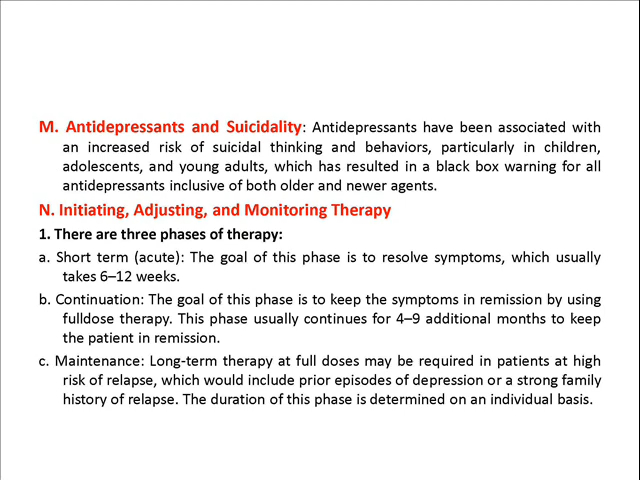 M. Antidepressants and Suicidality: Antidepressants have been associated with
an increased risk of suicidal thinking and behaviors, particularly in children,
adolescents, and young adults, which has resulted in a black box warning for all
antidepressants inclusive of both older and newer agents.
N. Initiating, Adjusting, and Monitoring Therapy
1. There are three phases of therapy:
a. Short term (acute): The goal of this phase is to resolve symptoms, which usually
takes 6–12 weeks.
b. Continuation: The goal of this phase is to keep the symptoms in remission by using
fulldose therapy. This phase usually continues for 4–9 additional months to keep
the patient in remission.
c. Maintenance: Long-term therapy at full doses may be required in patients at high
risk of relapse, which would include prior episodes of depression or a strong family
history of relapse. The duration of this phase is determined on an individual basis.